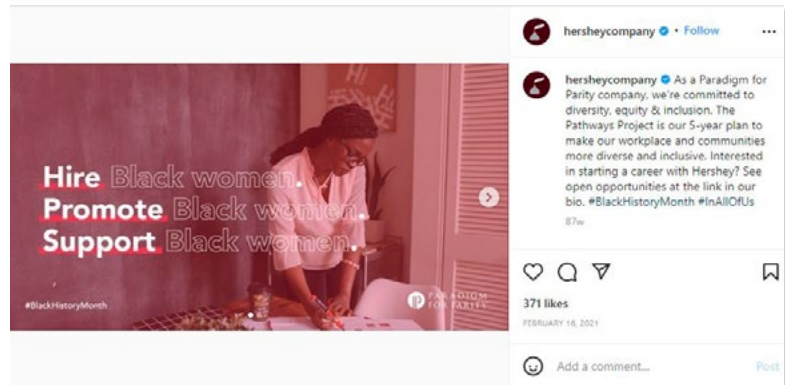 hersheycompany • Follow
hersheycompany As a Paradigm for
Parity company, we're committed to
diversity, equity & inclusion. The
Pathways Project is our 5-year plan to
make our workplace and communities
more diverse and inclusive. Interested
in starting a career with Hershey? See
open opportunities at the link in our
bio. #BlackHistoryMonth #InAllOfUs
87w
Hi
Hire Black women.
Promote Black women.
Support Black women.
#BlackHistoryMonth
PARADIGM
FOR PARITY
371 likes
FEBRUARY 16, 2021
Add a comment... Post